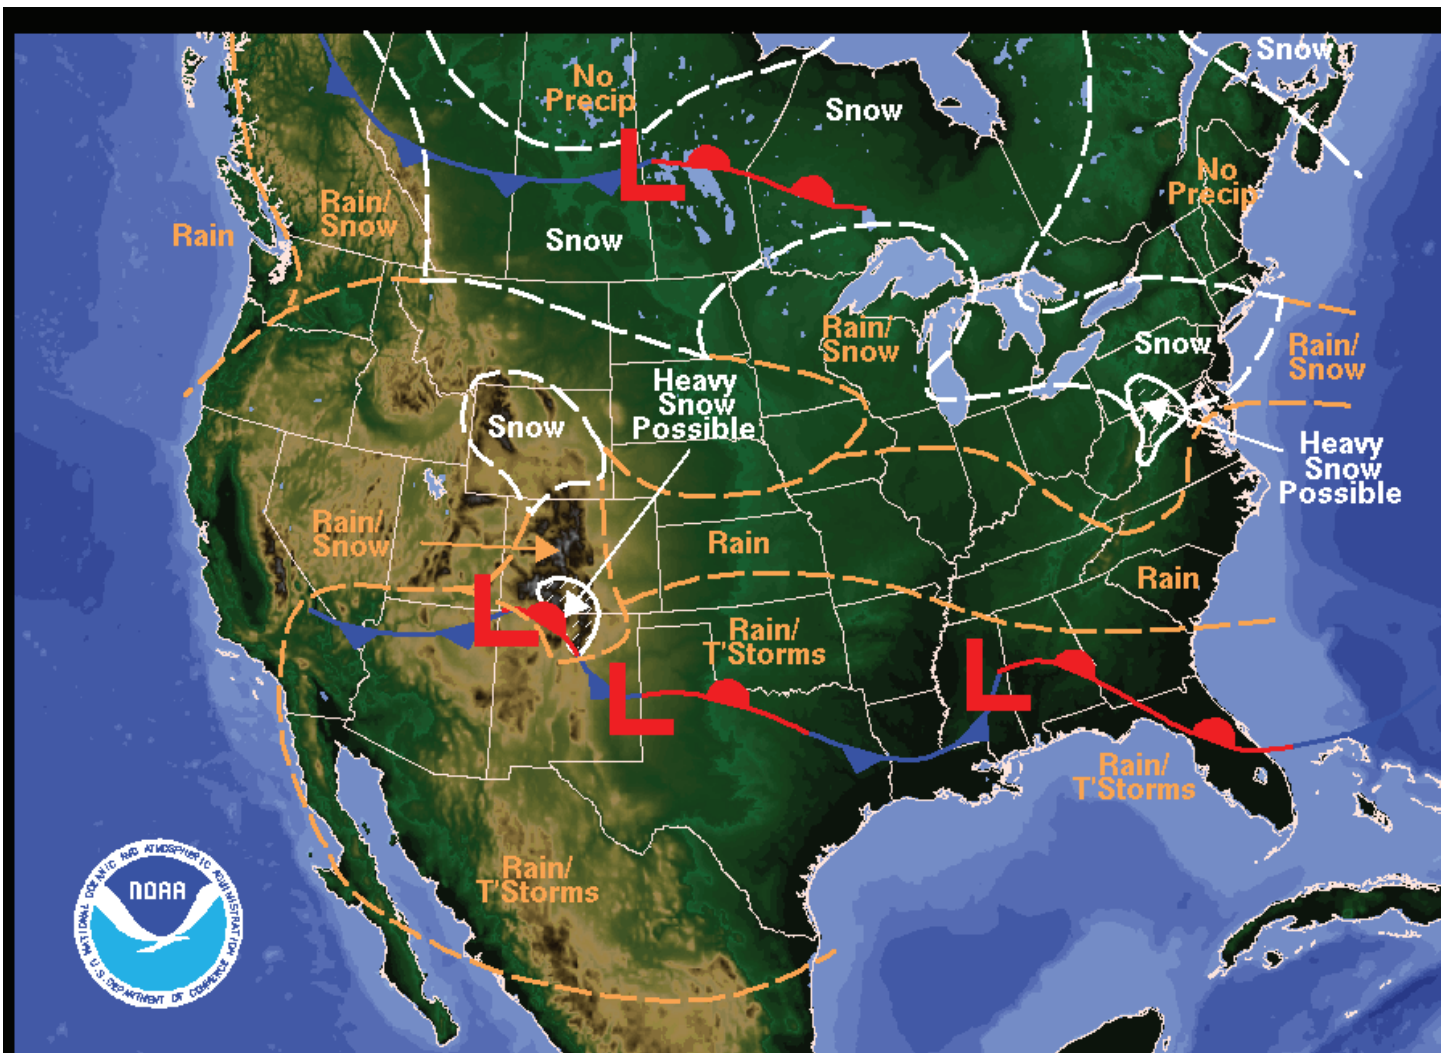 Snow
No
Precip
Snow
No
Precip
Rain/
Snow
Rain
Snow
Rain/
Snow
Snow
Rain/
Snow
Heavy
Snow
Possible
Snow
Heavy
Snow
Possible
Rain/
Snow
Rain
Rain
L
L
L
L
Rain/
T'Storms
Rain/
T'Storms
Rain/
T'Storms
NATIONAL OCEANIC AND ATMOSPHERIC ADMINISTRATION
NOAA
U.S. DEPARTMENT OF COMMERCE